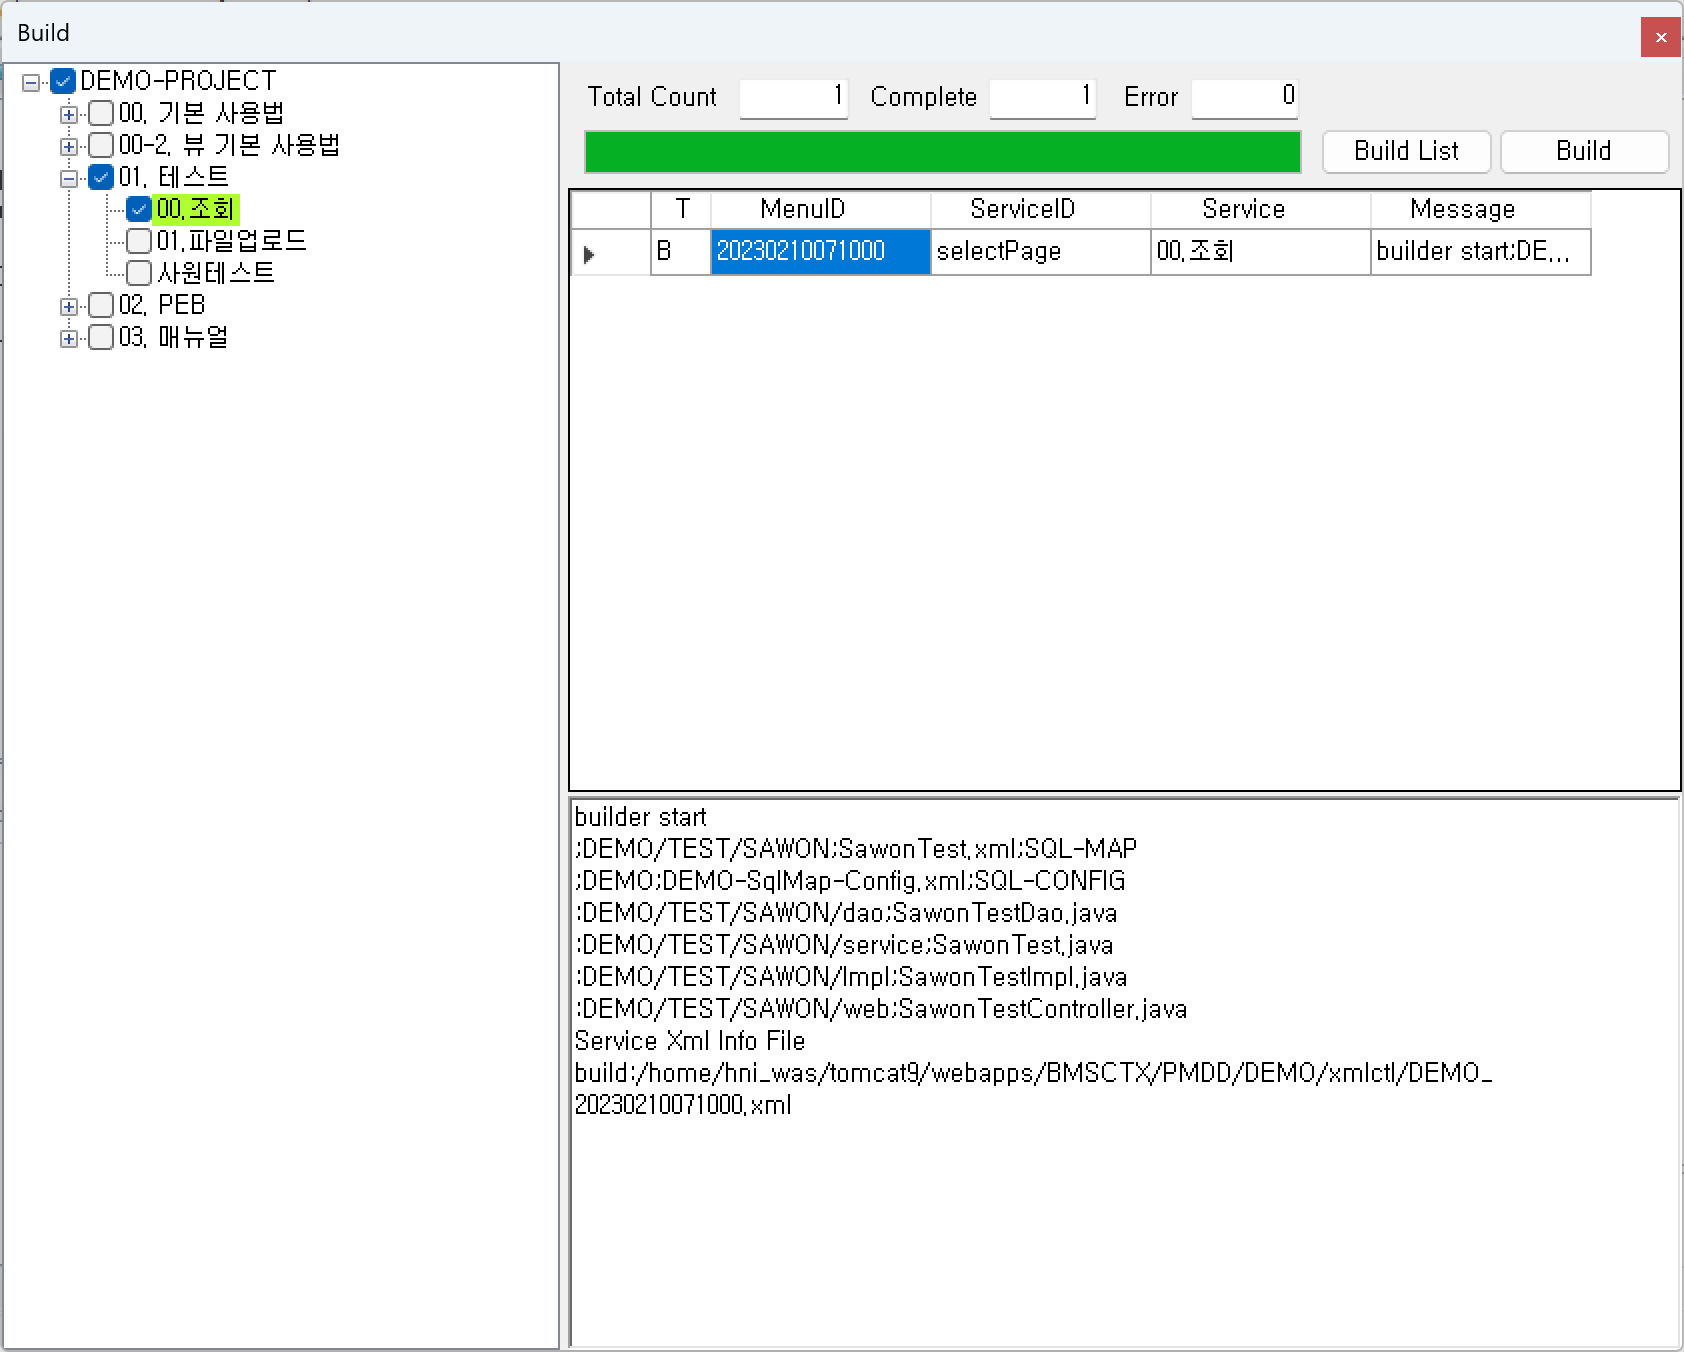 Build
DEMO-PROJECT
00. 기본 사용법
00-2. 뷰 기본 사용법
01. 테스트
00.조회
01.파일업로드
사원테스트
02. PEB
03. 매뉴얼
Total Count 1 Complete 1 Error 0
Build List Build
T MenuID ServiceID Service Message
B 20230210071000 selectPage 00.조회 builder start;DE...
builder start
;DEMO/TEST/SAWON;SawonTest.xml;SQL-MAP
;DEMO;DEMO-SqlMap-Config.xml;SQL-CONFIG
:DEMO/TEST/SAWON/dao;SawonTestDao.java
:DEMO/TEST/SAWON/service;SawonTest.java
:DEMO/TEST/SAWON/Impl;SawonTestImpl.java
:DEMO/TEST/SAWON/web;SawonTestController.java
Service Xml Info File
build:/home/hni_was/tomcat9/webapps/BMSCTX/PMDD/DEMO/xmlctl/DEMO_
20230210071000.xml